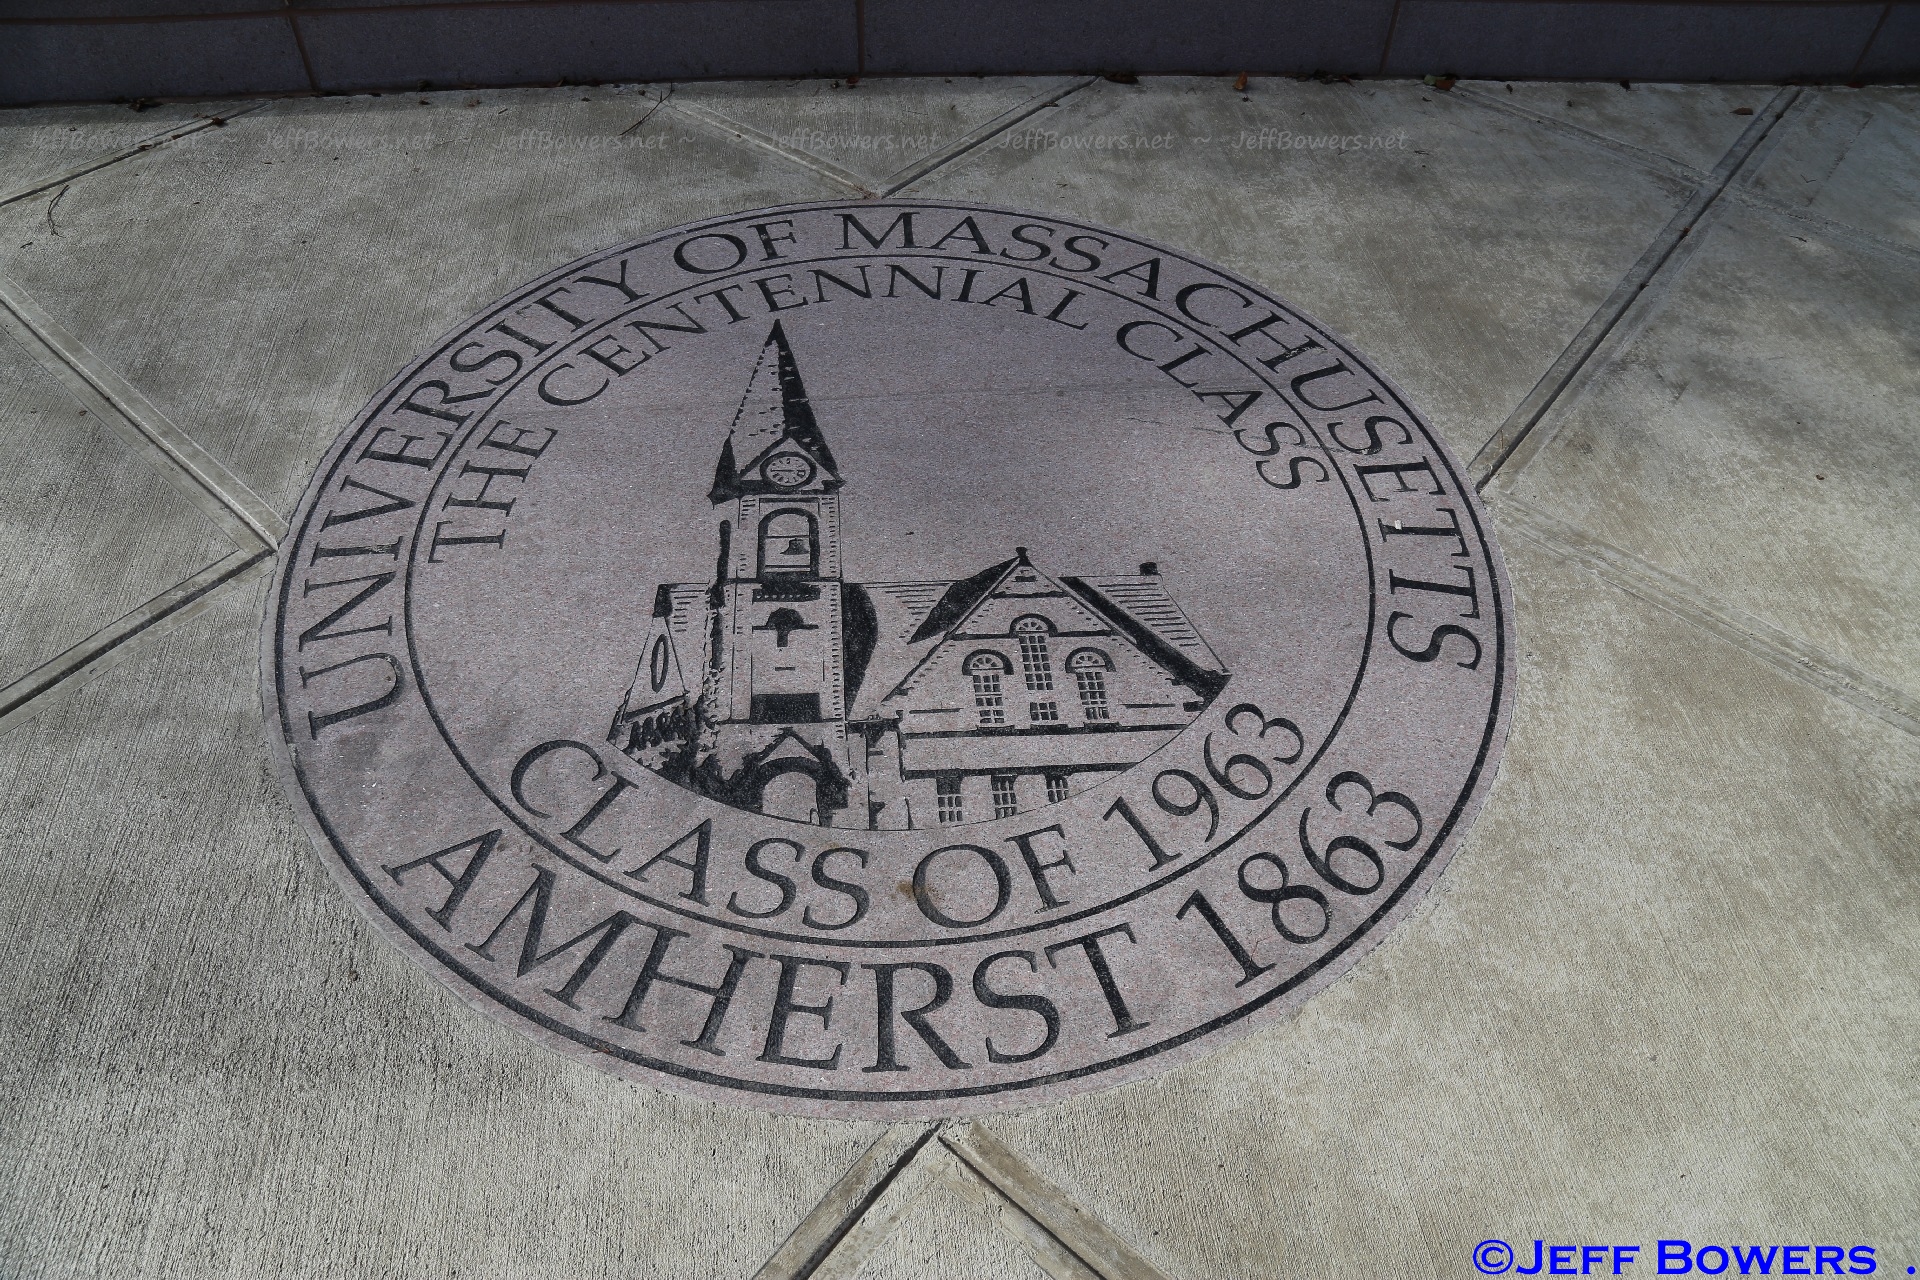 JeffBowers.net ~ JeffBowers.net ~ JeffBowers.net ~ JeffBowers.net ~ JeffBowers.net ~ JeffBowers.net
UNIVERSITY OF MASSACHUSETTS
THE CENTENNIAL CLASS
CLASS OF 1963
AMHERST 1863
©JEFF BOWERS .